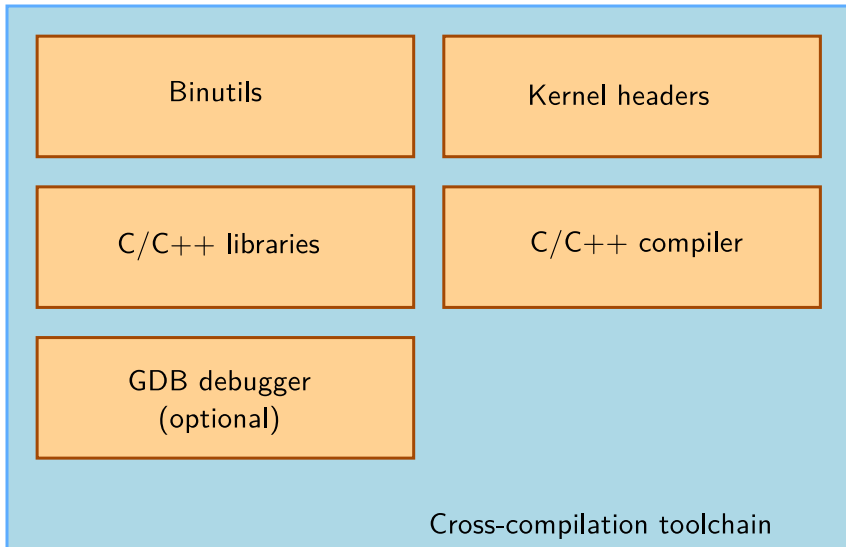 Binutils
Kernel headers
C/C++ libraries
C/C++ compiler
GDB debugger
(optional)
Cross-compilation toolchain